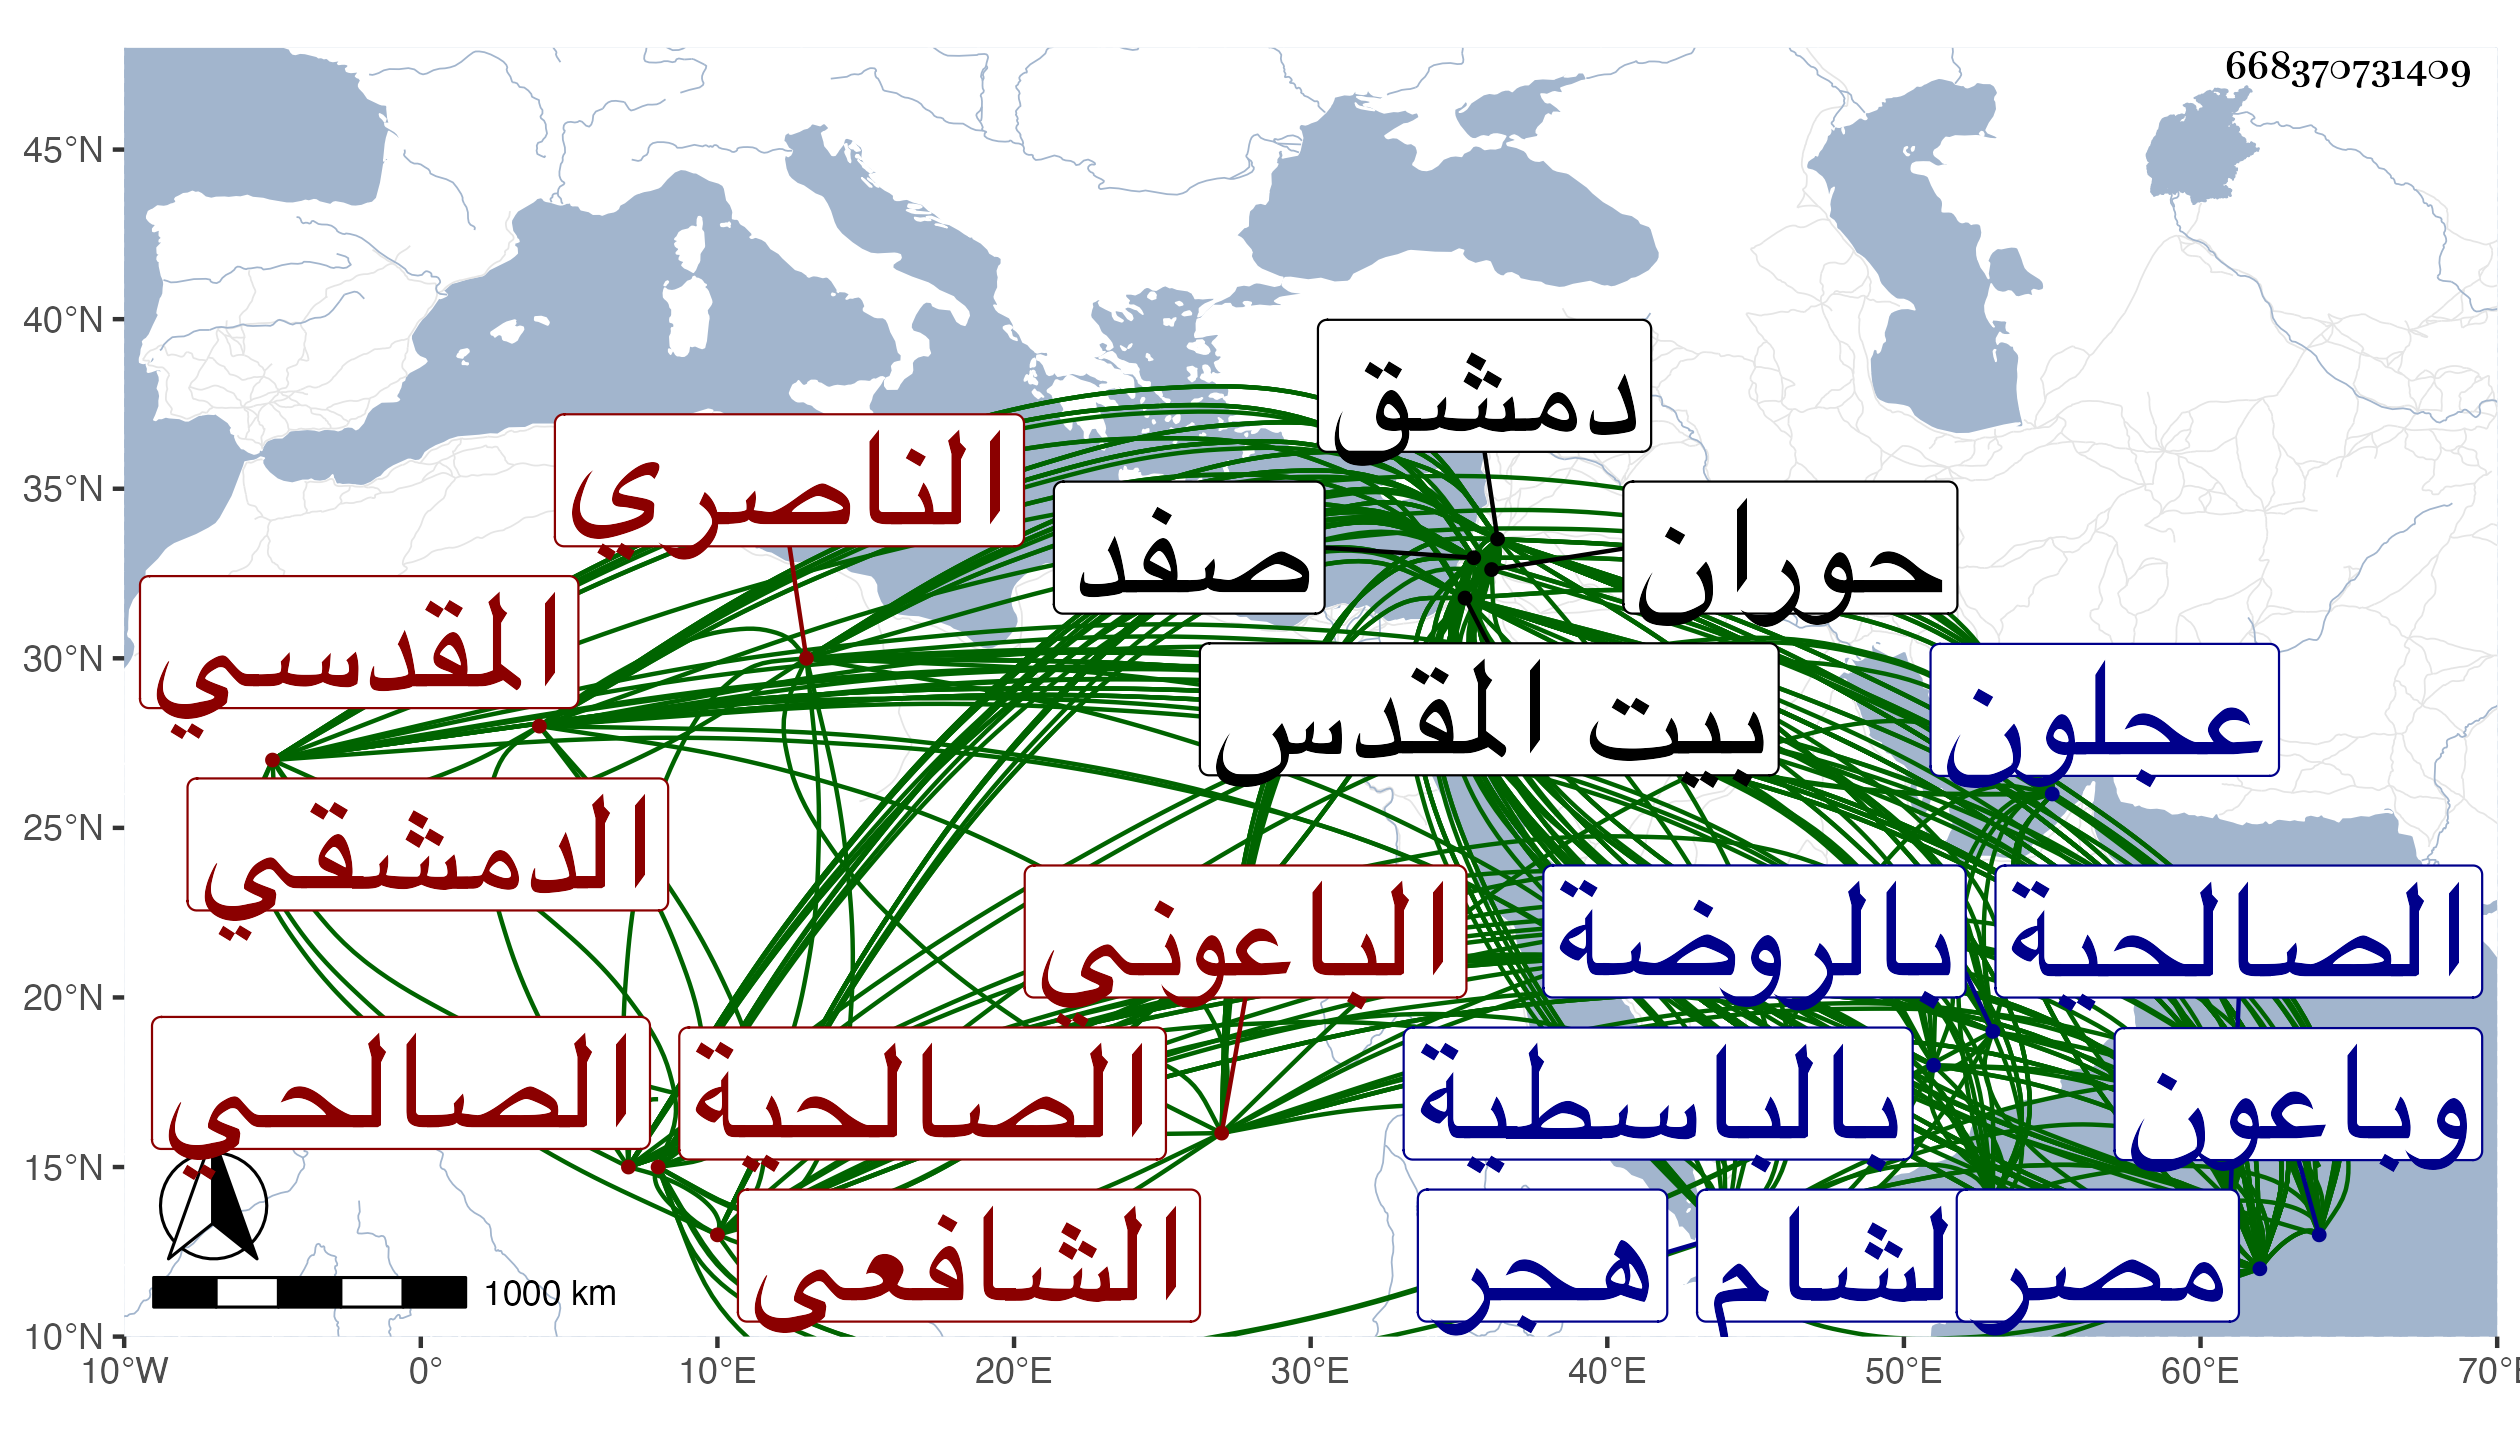 668370731409
45°N
40°N
35°N
30°N
25°N
20°N
15°N
10°N
دمشق
الناصري
صفد
حوران
المقدسي
بيت المقدس
عجلون
الدمشقي
الباعوني
بالروضة
الصالحية
الصالحي
الصالحية
بالباسطية
وباعون
الشافعي
هجر
لشام
مصر
1000 km
10°W 0° 10°E 20°E 30°E 40°E 50°E 60°E 70°E